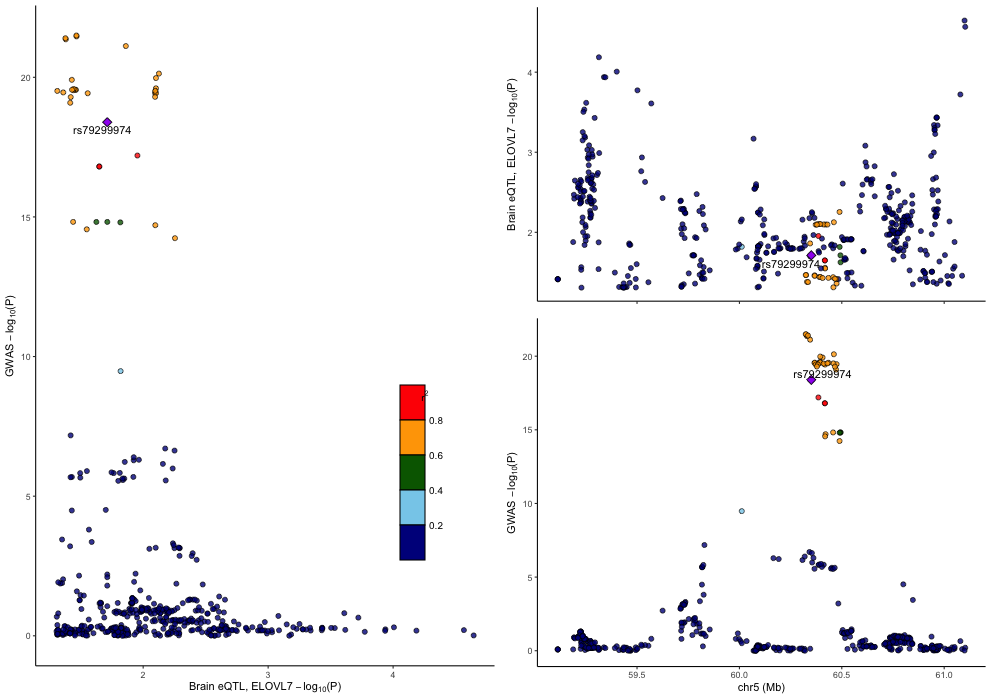 20
15
10
5
0
2
3
4
GWAS −log10(P)
Brain eQTL, ELOVL7 −log10(P)
rs79299974
r2
0.8
0.6
0.4
0.2
4
3
2
Brain eQTL, ELOVL7 −log10(P)
rs79299974
20
15
10
5
0
GWAS −log10(P)
rs79299974
59.5
60.0
60.5
61.0
chr5 (Mb)